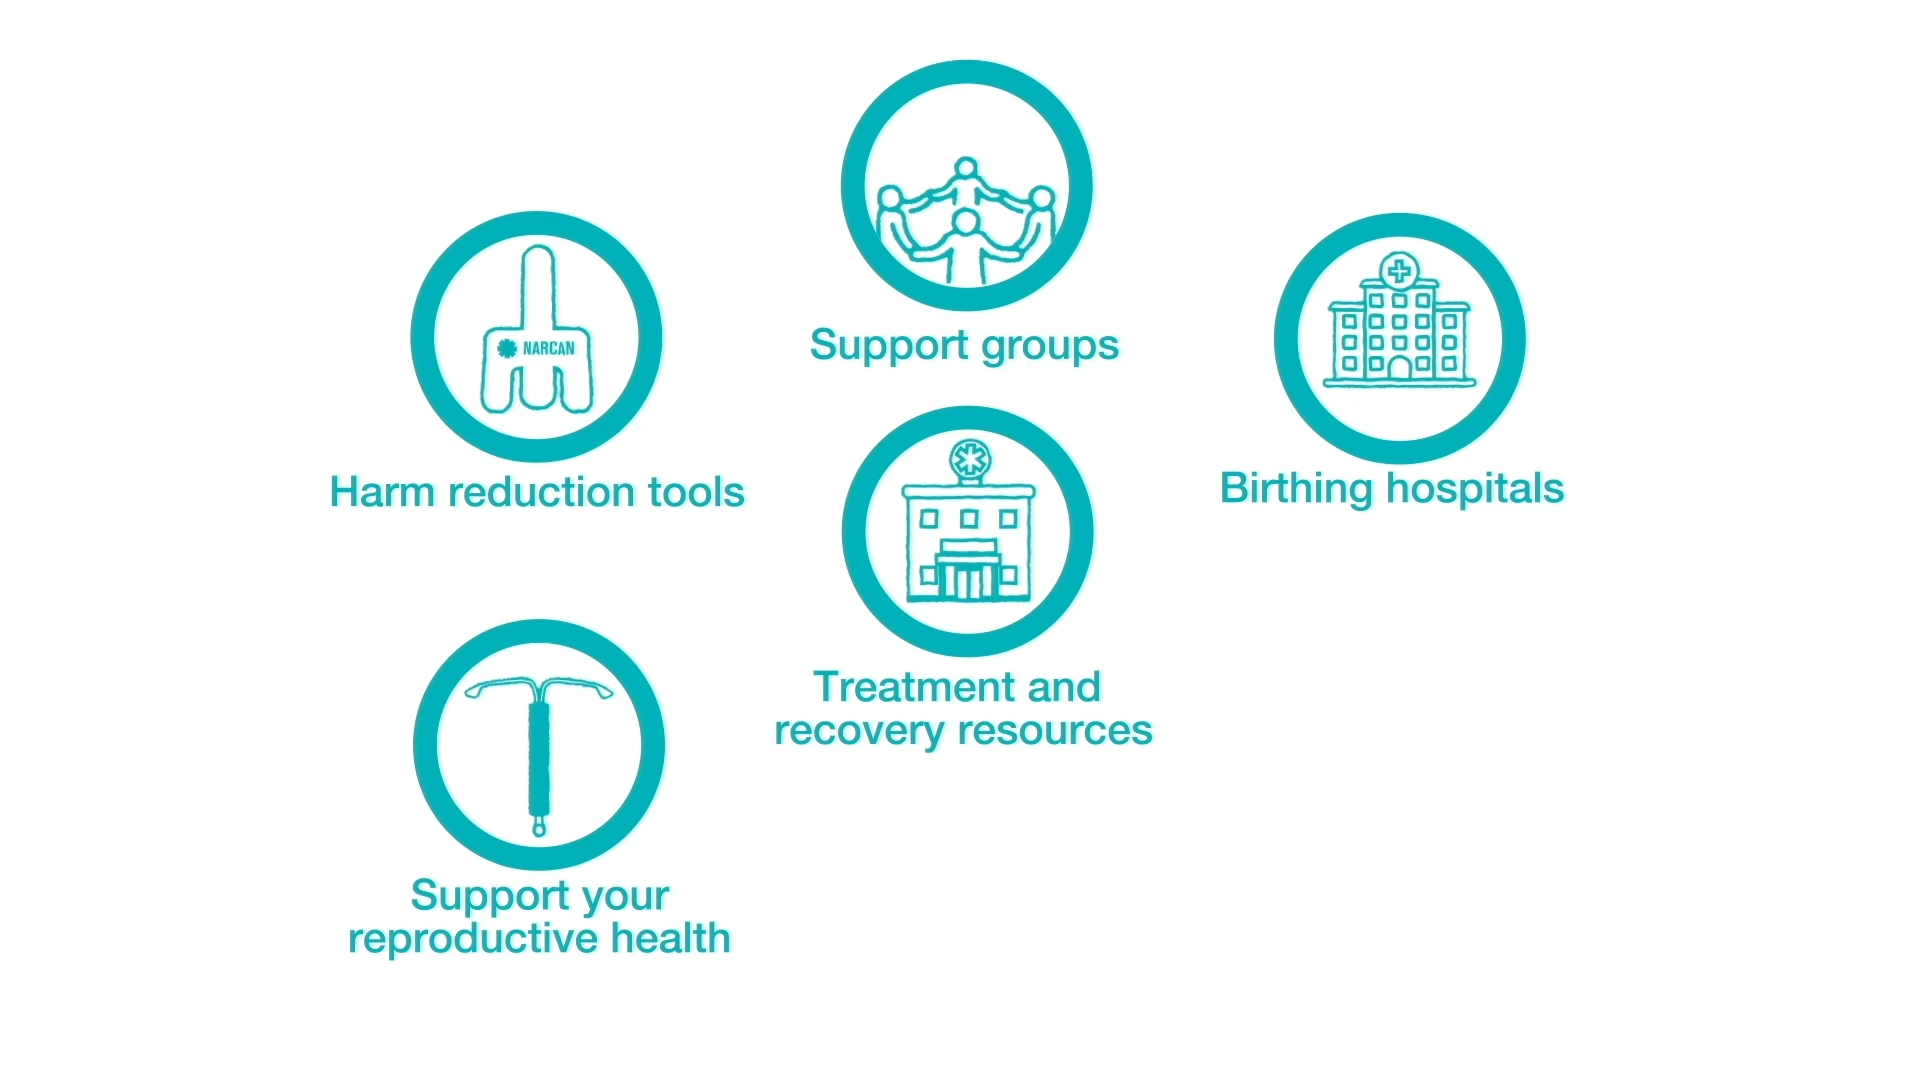 Support groups
NARCAN
Harm reduction tools
Birthing hospitals
Treatment and
recovery resources
Support your
reproductive health